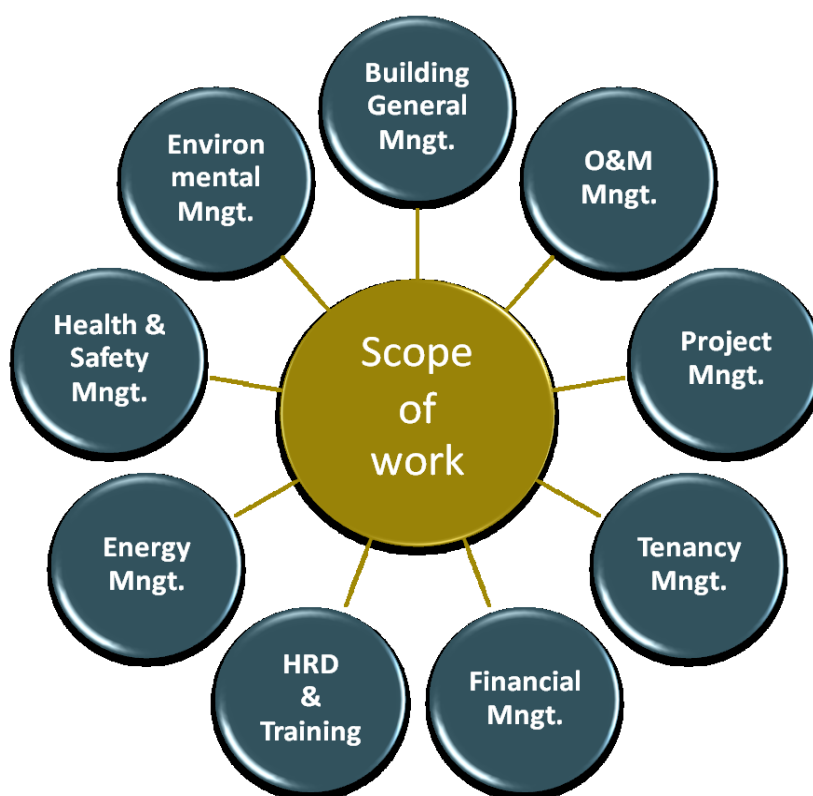 Building
General
Mngt.
O&M
Mngt.
Project
Mngt.
Tenancy
Mngt.
Financial
Mngt.
HRD
&
Training
Energy
Mngt.
Health &
Safety
Mngt.
Environ
mental
Mngt.
Scope
of
work